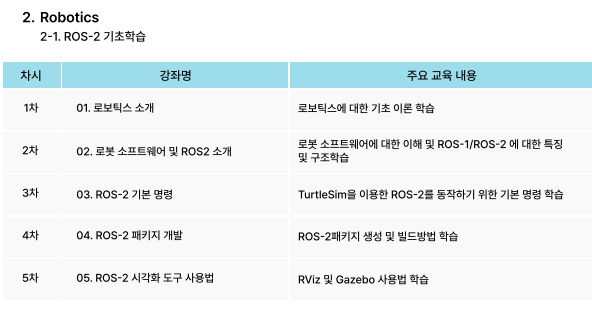 2. Robotics
2-1. ROS-2 기초학습
차시 강좌명 주요 교육 내용
1차 01. 로보틱스 소개 로보틱스에 대한 기초 이론 학습
2차 02. 로봇 소프트웨어 및 ROS2 소개 로봇 소프트웨어에 대한 이해 및 ROS-1/ROS-2 에 대한 특징
및 구조학습
3차 03. ROS-2 기본 명령 TurtleSim을 이용한 ROS-2를 동작하기 위한 기본 명령 학습
4차 04. ROS-2 패키지 개발 ROS-2패키지 생성 및 빌드방법 학습
5차 05. ROS-2 시각화 도구 사용법 RViz 및 Gazebo 사용법 학습